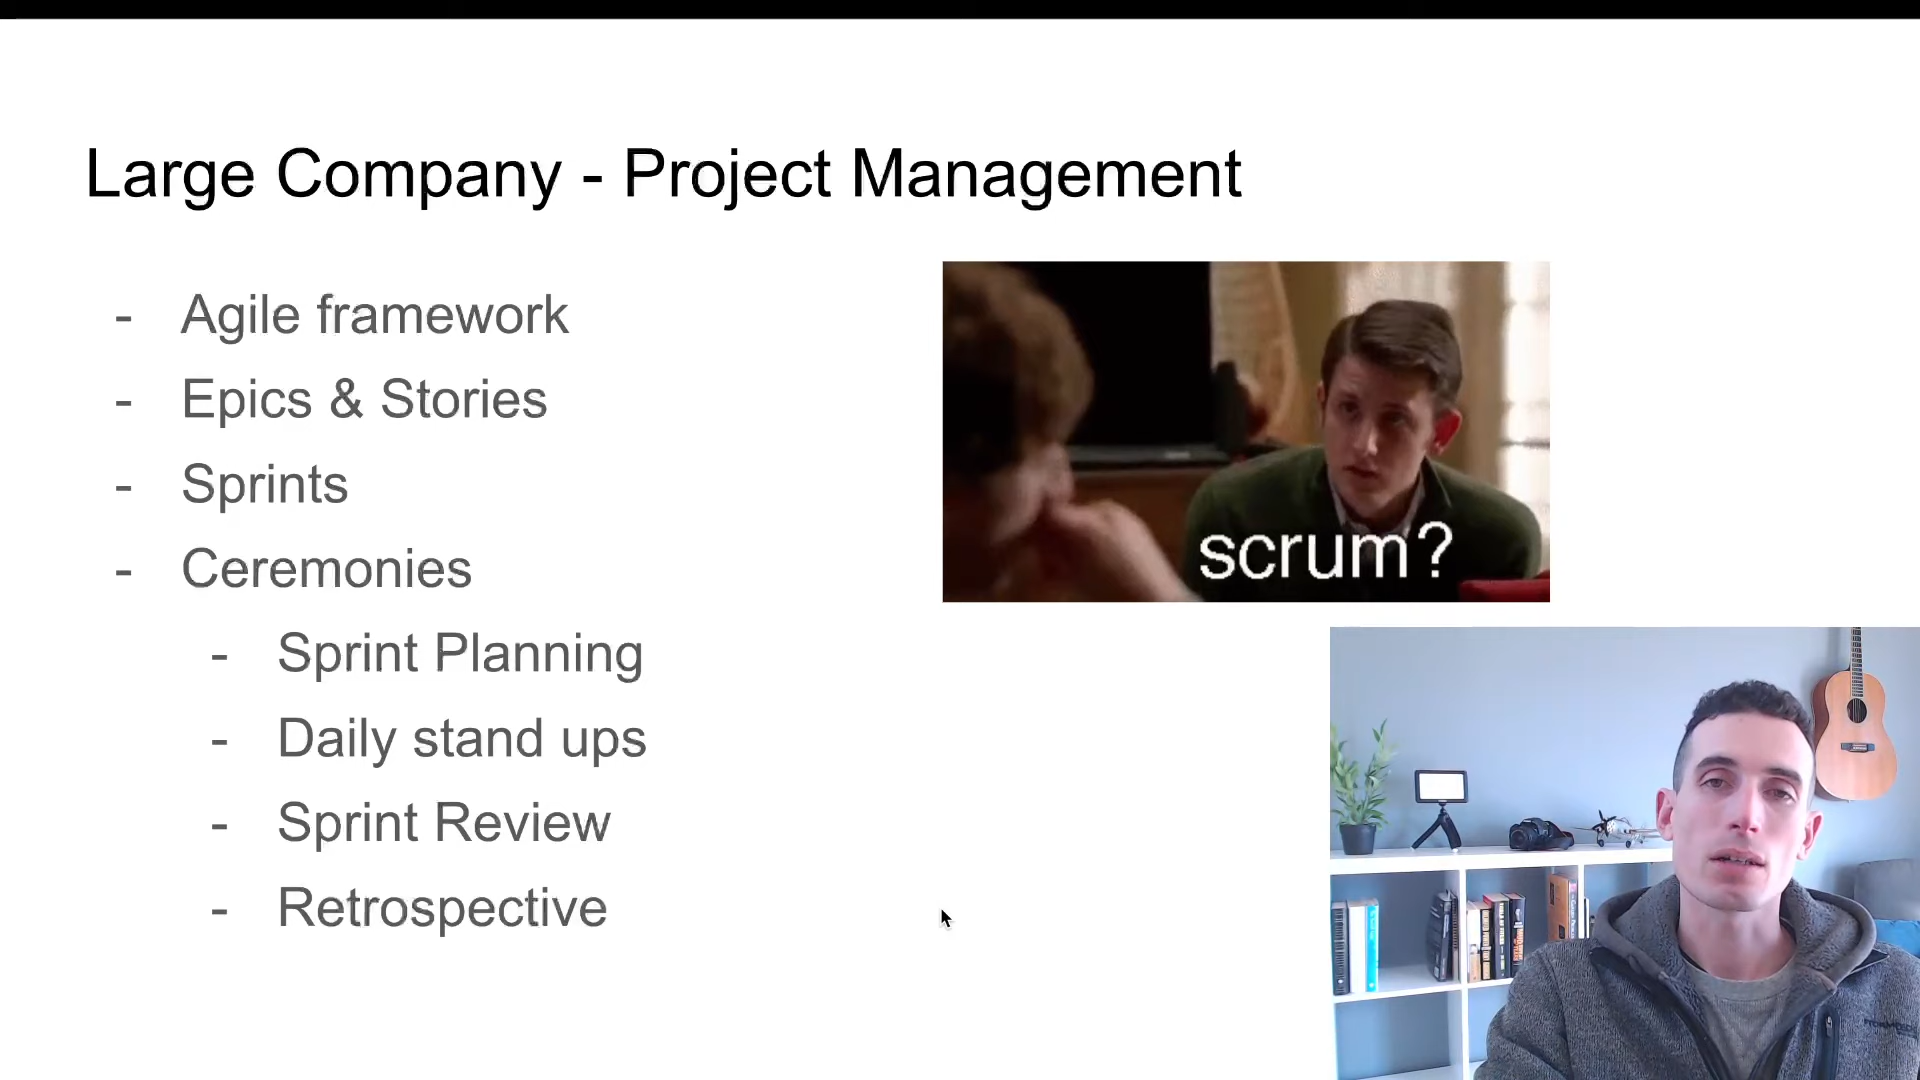 Large Company - Project Management
- Agile framework
- Epics & Stories
- Sprints
- Ceremonies
- Sprint Planning
- Daily stand ups
- Sprint Review
- Retrospective
scrum?